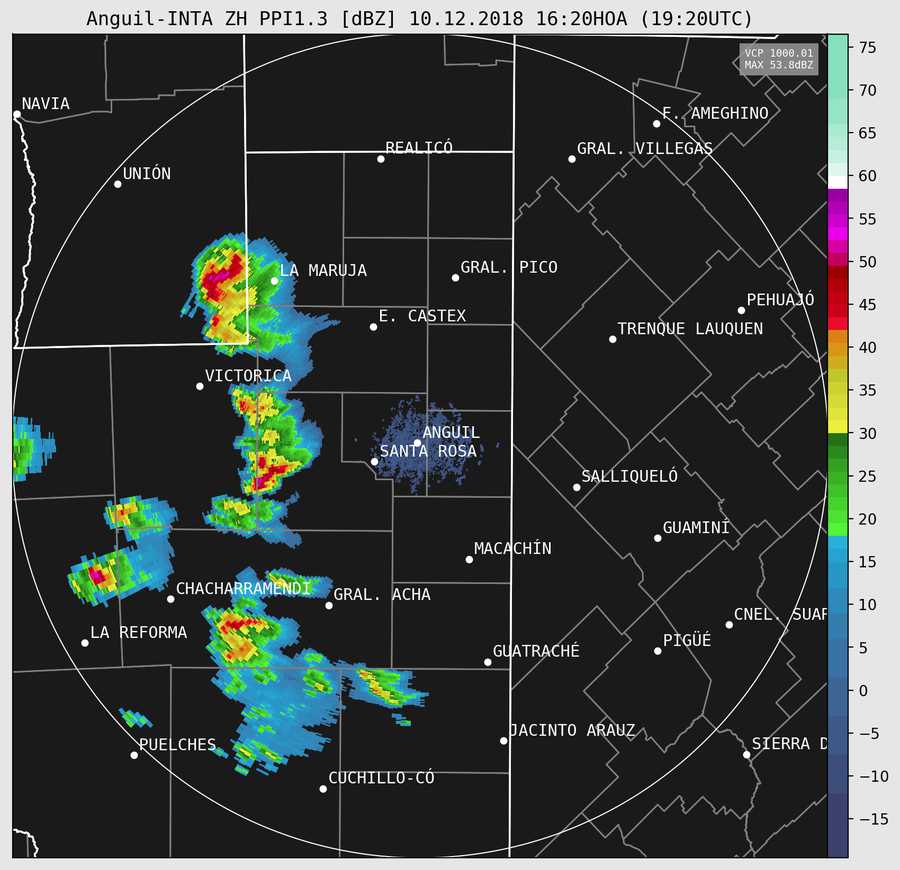 Anguil-INTA ZH PPI1.3 [dBZ] 10.12.2018 16:20HOA (19:20UTC)
VCP 1000.01
MAX 53.8dBZ
NAVIA
F. AMEGHINO
REALICÓ
GRAL. VILLEGAS
UNIÓN
LA MARUJA
GRAL. PICO
PEHUAJÓ
E. CASTEX
TRENQUE LAUQUEN
VICTORICA
ANGUIL
SANTA ROSA
SALLIQUELÓ
GUAMINÍ
MACACHÍN
CHACHARRAMENDI
GRAL. ACHA
CNEL. SUAR
LA REFORMA
PIGÜÉ
GUATRACHÉ
JACINTO ARAUZ
PUELCHES
SIERRA D
CUCHILLO-CÓ
75
70
65
60
55
50
45
40
35
30
25
20
15
10
5
0
−5
−10
−15